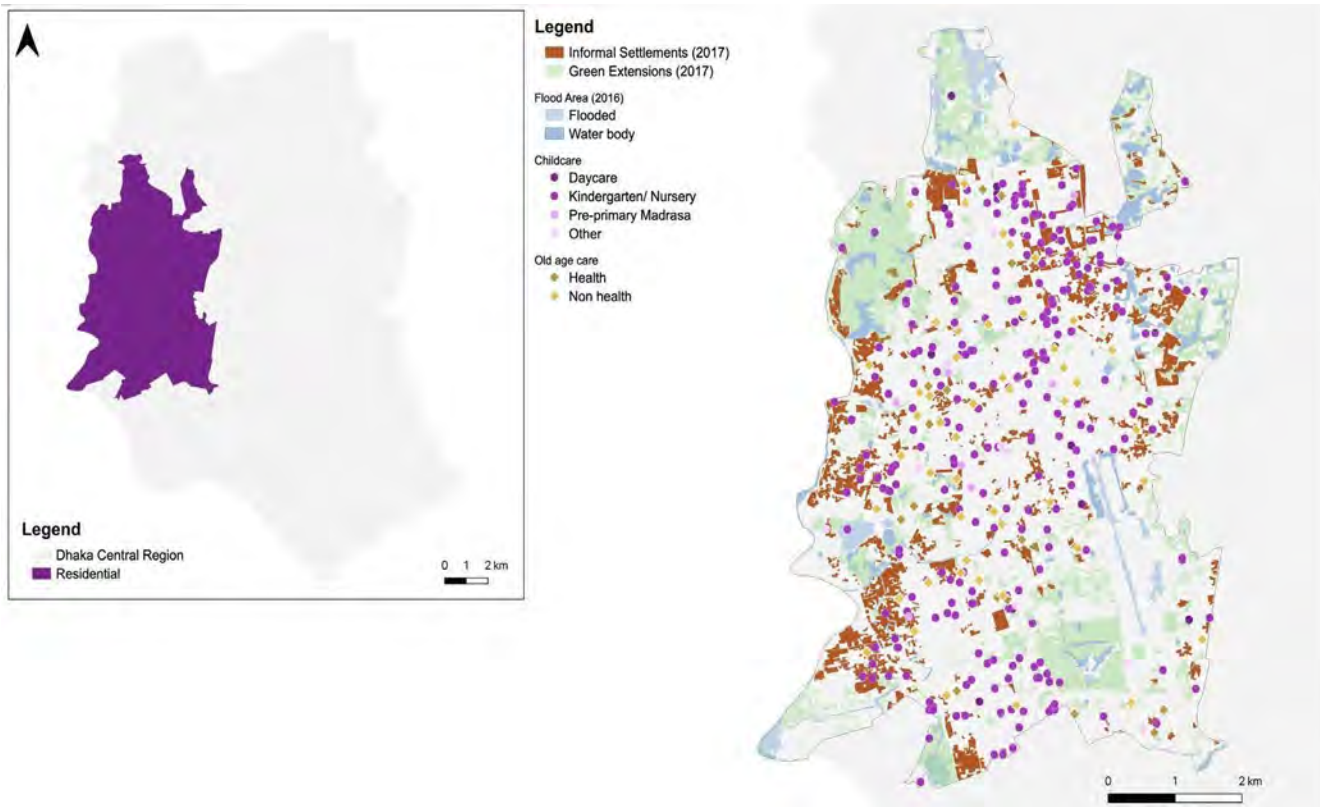 Legend
Dhaka Central Region
Residential
0 1 2 km
Legend
Informal Settlements (2017)
Green Extensions (2017)
Flood Area (2016)
Flooded
Water body
Childcare
Daycare
Kindergarten/ Nursery
Pre-primary Madrasa
Other
Old age care
Health
Non health
0 1 2 km